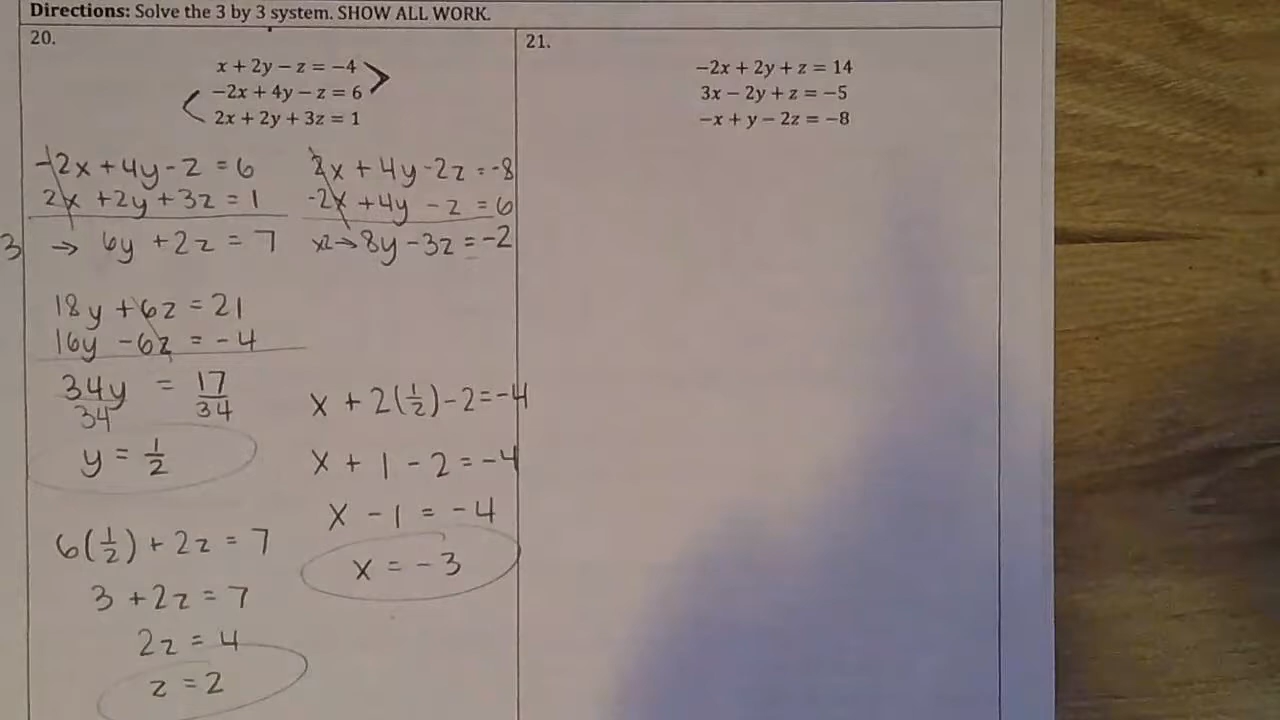 Directions: Solve the 3 by 3 system. SHOW ALL WORK.
20.
x + 2y − z = −4
−2x + 4y − z = 6
2x + 2y + 3z = 1
-2x + 4y - z = 6
2x + 2y + 3z = 1
3 → 6y + 2z = 7
2x + 4y - 2z = -8
-2x + 4y - z = 6
x2→ 8y - 3z = -2
18y + 6z = 21
16y - 6z = -4
34y = 17
34 34
y = 1/2
6(1/2) + 2z = 7
3 + 2z = 7
2z = 4
z = 2
x + 2(1/2) - 2 = -4
x + 1 - 2 = -4
x - 1 = -4
x = -3
21.
−2x + 2y + z = 14
3x − 2y + z = −5
−x + y − 2z = −8